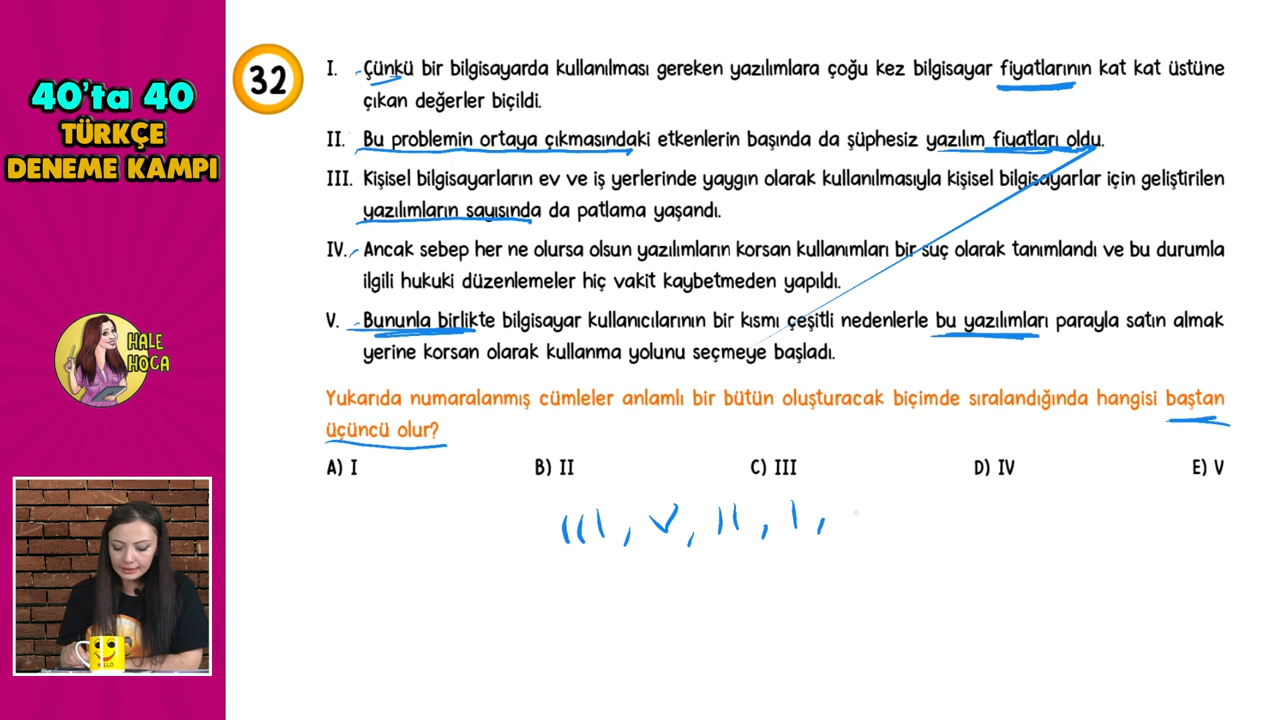 40'ta 40
TÜRKÇE
DENEME KAMPI
HALE
HOCA
HELLO
32
I. Çünkü bir bilgisayarda kullanılması gereken yazılımlara çoğu kez bilgisayar fiyatlarının kat kat üstüne
çıkan değerler biçildi.
II. Bu problemin ortaya çıkmasındaki etkenlerin başında da şüphesiz yazılım fiyatları oldu.
III. Kişisel bilgisayarların ev ve iş yerlerinde yaygın olarak kullanılmasıyla kişisel bilgisayarlar için geliştirilen
yazılımların sayısında da patlama yaşandı.
IV. Ancak sebep her ne olursa olsun yazılımların korsan kullanımları bir suç olarak tanımlandı ve bu durumla
ilgili hukuki düzenlemeler hiç vakit kaybetmeden yapıldı.
V. Bununla birlikte bilgisayar kullanıcılarının bir kısmı çeşitli nedenlerle bu yazılımları parayla satın almak
yerine korsan olarak kullanma yolunu seçmeye başladı.
Yukarıda numaralanmış cümleler anlamlı bir bütün oluşturacak biçimde sıralandığında hangisi baştan
üçüncü olur?
A) I B) II C) III D) IV E) V
III, V, II, I,